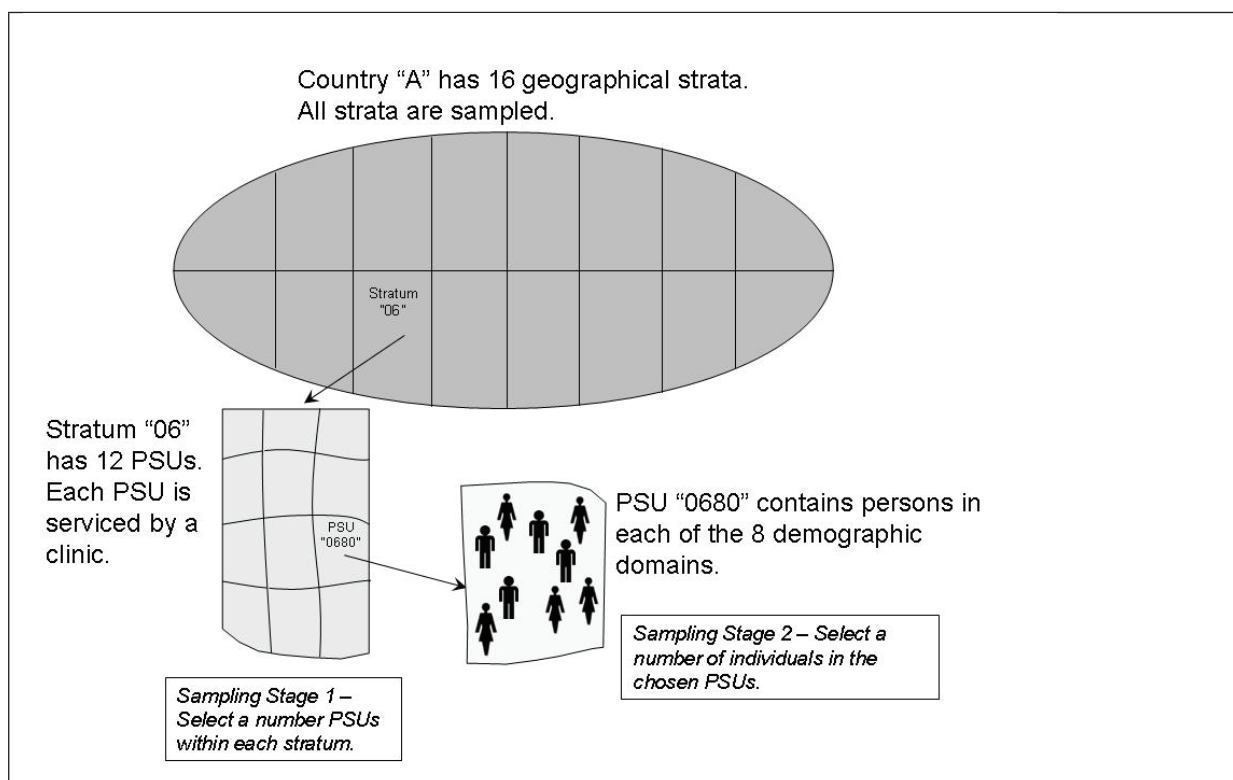 Country “A” has 16 geographical strata.
All strata are sampled.
Stratum
"06"
Stratum “06”
has 12 PSUs.
Each PSU is
serviced by a
clinic.
PSU
"0680"
PSU “0680” contains persons in
each of the 8 demographic
domains.
Sampling Stage 1 –
Select a number PSUs
within each stratum.
Sampling Stage 2 – Select a
number of individuals in the
chosen PSUs.